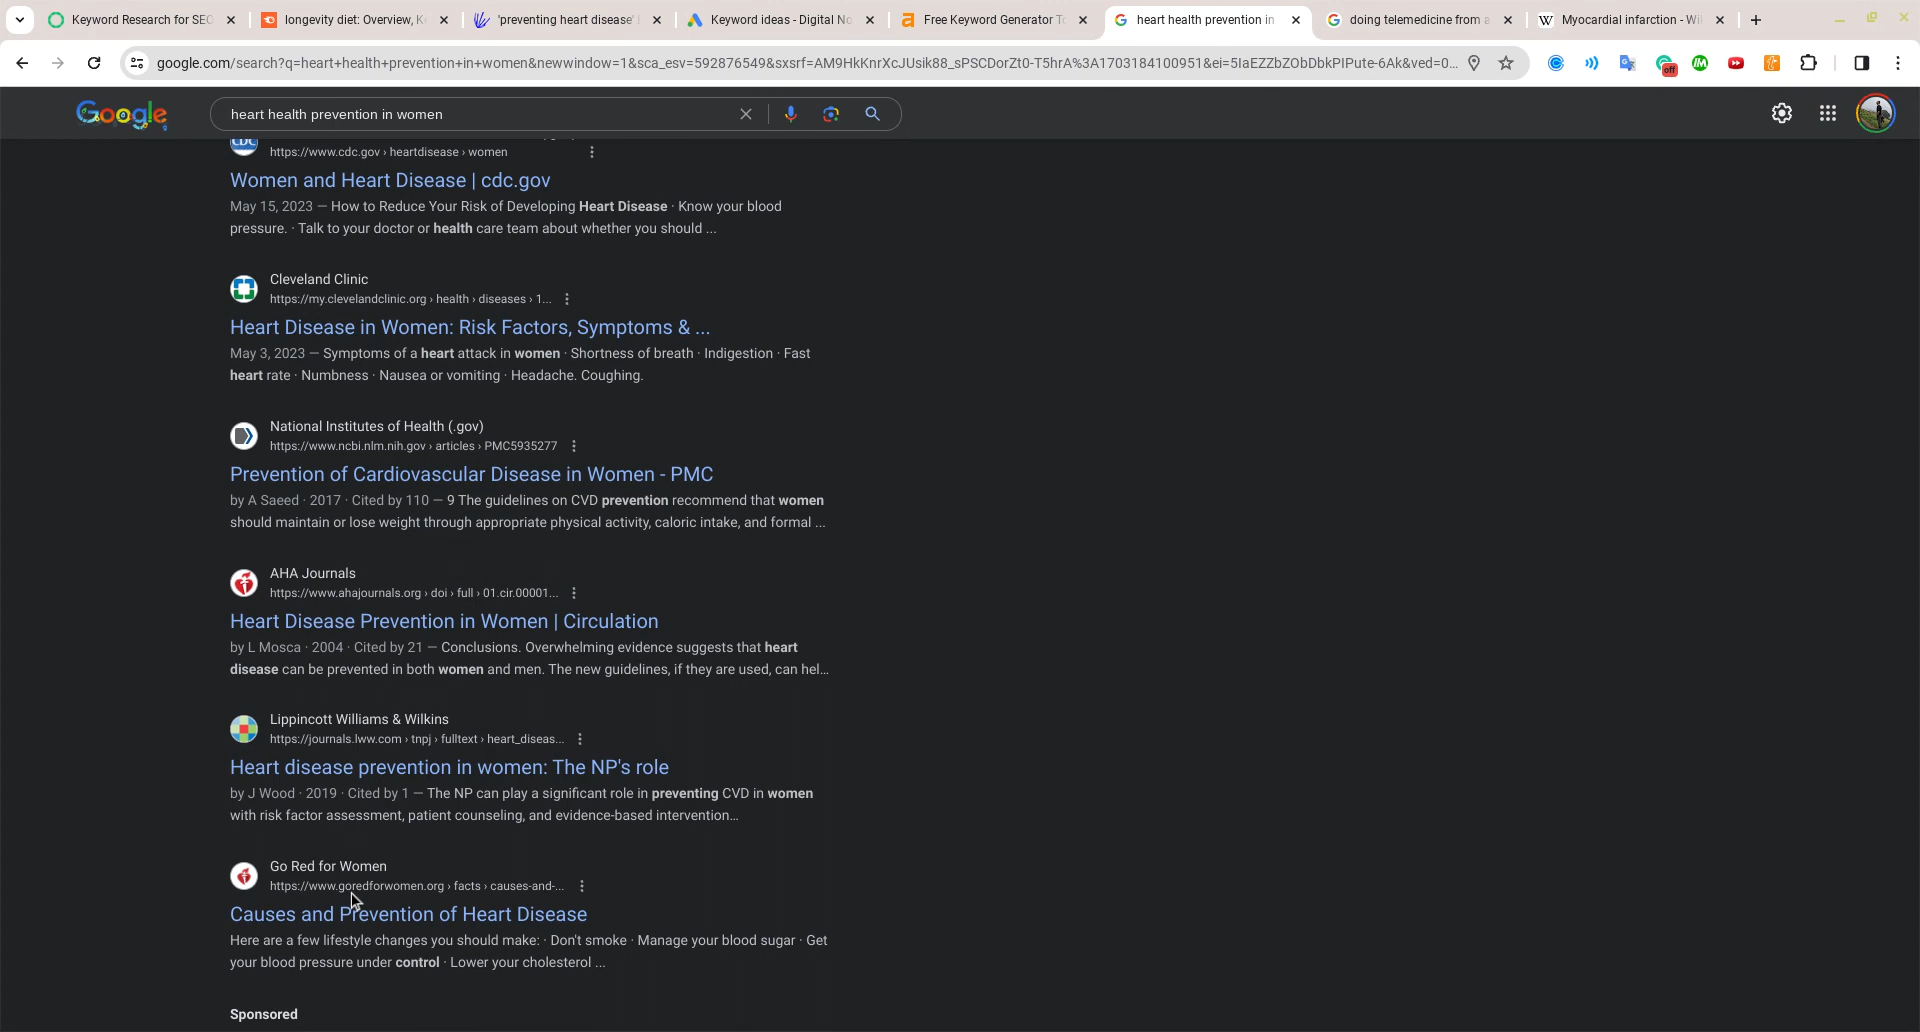 Keyword Research for SEO
longevity diet: Overview, K
'preventing heart disease'
Keyword ideas - Digital No
Free Keyword Generator To
heart health prevention in
doing telemedicine from a
Myocardial infarction - Wi
google.com/search?q=heart+health+prevention+in+women&newwindow=1&sca_esv=592876549&sxsrf=AM9HkKnrXcJUsik88_sPSCDorZt0-T5hrA%3A1703184100951&ei=5IaEZZbZObDbkPIPute-6Ak&ved=0...
off
Google
heart health prevention in women
CDC
https://www.cdc.gov › heartdisease › women
Women and Heart Disease | cdc.gov
May 15, 2023 — How to Reduce Your Risk of Developing Heart Disease · Know your blood
pressure. · Talk to your doctor or health care team about whether you should ...
Cleveland Clinic
https://my.clevelandclinic.org › health › diseases › 1...
Heart Disease in Women: Risk Factors, Symptoms & ...
May 3, 2023 — Symptoms of a heart attack in women · Shortness of breath · Indigestion · Fast
heart rate · Numbness · Nausea or vomiting · Headache. Coughing.
National Institutes of Health (.gov)
https://www.ncbi.nlm.nih.gov › articles › PMC5935277
Prevention of Cardiovascular Disease in Women - PMC
by A Saeed · 2017 · Cited by 110 — 9 The guidelines on CVD prevention recommend that women
should maintain or lose weight through appropriate physical activity, caloric intake, and formal ...
AHA Journals
https://www.ahajournals.org › doi › full › 01.cir.00001...
Heart Disease Prevention in Women | Circulation
by L Mosca · 2004 · Cited by 21 — Conclusions. Overwhelming evidence suggests that heart
disease can be prevented in both women and men. The new guidelines, if they are used, can hel...
Lippincott Williams & Wilkins
https://journals.lww.com › tnpj › fulltext › heart_diseas...
Heart disease prevention in women: The NP's role
by J Wood · 2019 · Cited by 1 — The NP can play a significant role in preventing CVD in women
with risk factor assessment, patient counseling, and evidence-based intervention...
Go Red for Women
https://www.goredforwomen.org › facts › causes-and-...
Causes and Prevention of Heart Disease
Here are a few lifestyle changes you should make: · Don't smoke · Manage your blood sugar · Get
your blood pressure under control · Lower your cholesterol ...
Sponsored